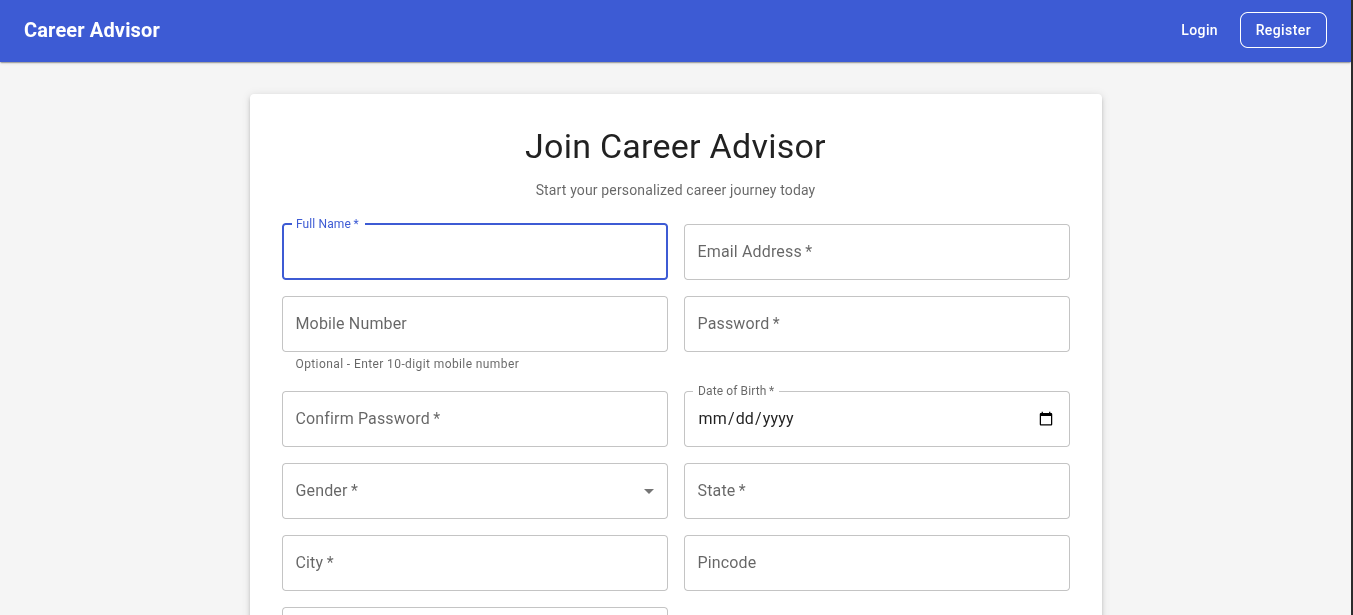 Career Advisor
Login
Register
Join Career Advisor
Start your personalized career journey today
Full Name *
Email Address *
Mobile Number
Password *
Optional - Enter 10-digit mobile number
Confirm Password *
Date of Birth *
mm/dd/yyyy
Gender *
State *
City *
Pincode